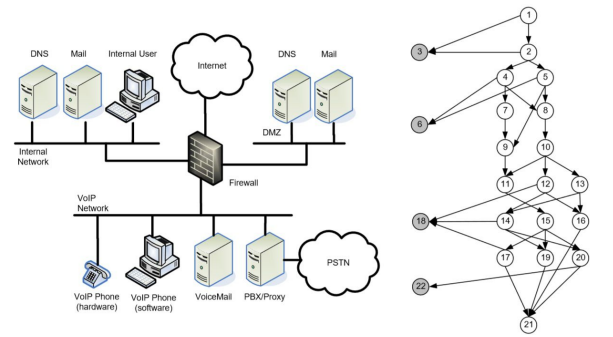 DNS Mail Internal User
Internet
DNS Mail
DMZ
Internal
Network
Firewall
VoIP
Network
PSTN
VoIP Phone
(hardware)
VoIP Phone
(software)
VoiceMail
PBX/Proxy
1
3 2
4 5
6 7 8
9 10
11 12 13
18 14 15 16
17 19 20
22
21